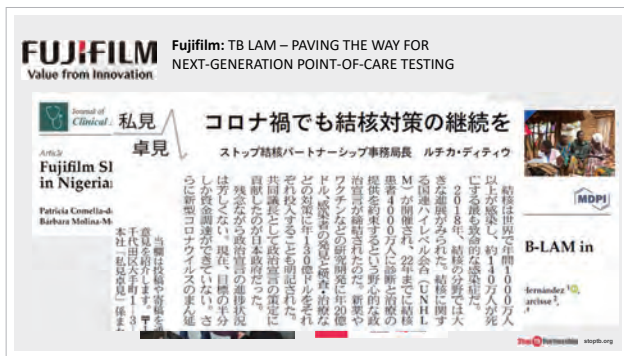 FUJIFILM
Value from Innovation
Fujifilm: TB LAM – PAVING THE WAY FOR
NEXT-GENERATION POINT-OF-CARE TESTING
Journal of
Clinical
Article
Fujifilm SI
in Nigeria:
Patricia Comella-d
Bárbara Molina-M
私見
卓見
コロナ禍でも結核対策の継続を
ストップ結核パートナーシップ事務局長 ルチカ・ディティウ
結核は世界で年間1000万人
以上が感染し、約140万人が死
亡する最も致命的な感染症だ。
2018年、結核の分野では大
きな進展がみられた。結核に関す
る国連ハイレベル会合（UNHL
M）が開催され、22年までに結核
患者4000万人に診断と治療の
提供を約束するという野心的な政
治宣言が締結されたのだ。新薬や
ワクチンなどの研究開発に年20億
ドル、感染者の発見と検査・治療な
どの対策に年130億ドルをそれ
ぞれ投入することも明記された。
共同議長として政治宣言の策定に
貢献したのが日本政府だった。
残念ながら政治宣言の進捗状況
は芳しくない。現在、目標の半分
しか資金調達ができていない。さ
らに新型コロナウイルスのまん延
当欄は投稿や寄稿を通
意見を紹介します。〒1
千代田区大手町1-3-
本社「私見卓見」係また
MDPI
B-LAM in
Hernández
arcisse
Stop TB Partnership
stoptb.org